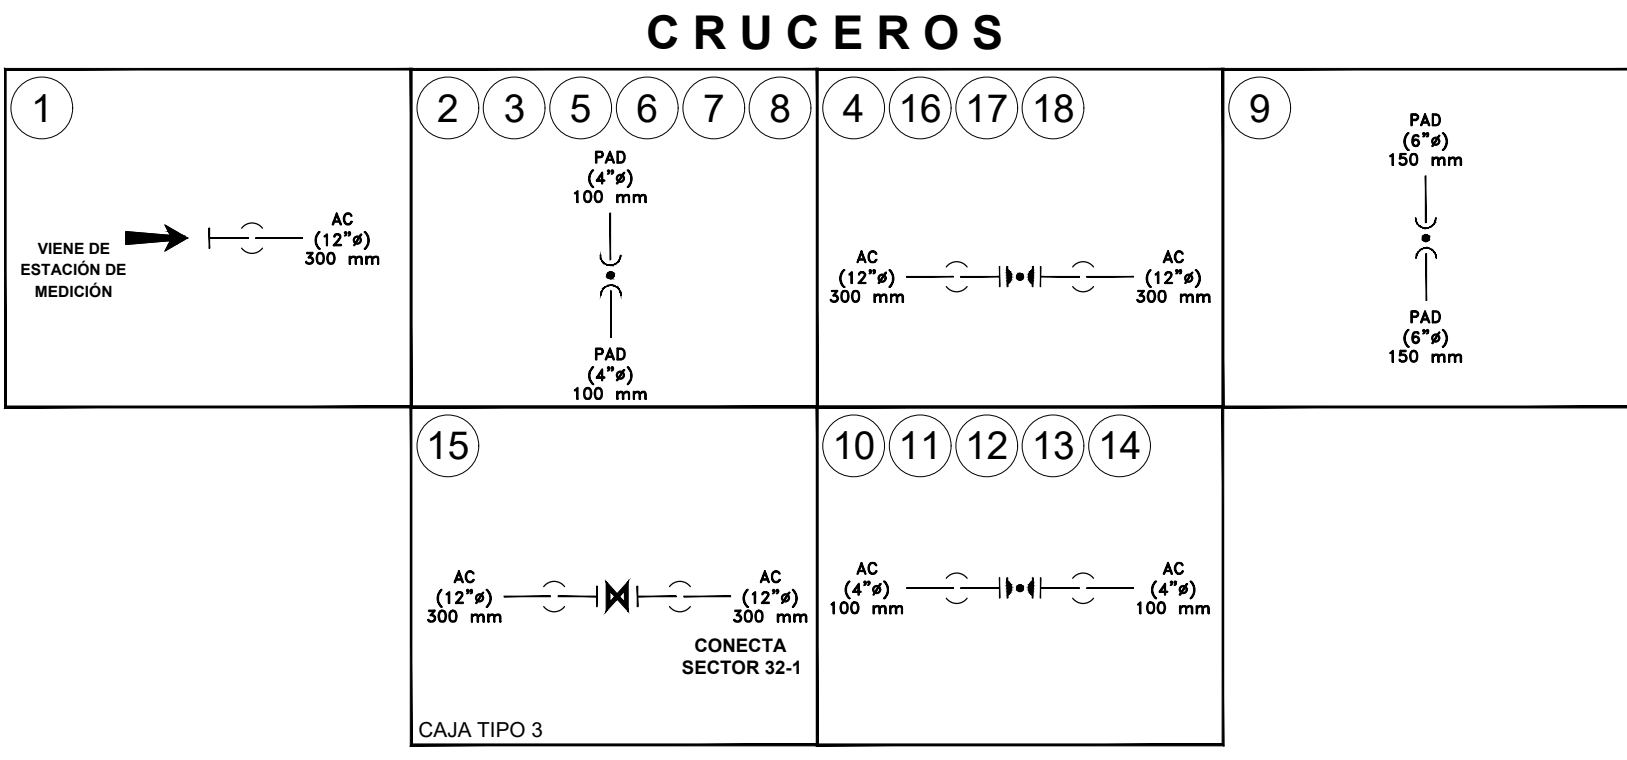 CRUCEROS
1
VIENE DE
ESTACIÓN DE
MEDICIÓN
AC
(12"ø)
300 mm
2 3 5 6 7 8
PAD
(4"ø)
100 mm
PAD
(4"ø)
100 mm
4 16 17 18
AC
(12"ø)
300 mm
AC
(12"ø)
300 mm
9
PAD
(6"ø)
150 mm
PAD
(6"ø)
150 mm
15
AC
(12"ø)
300 mm
AC
(12"ø)
300 mm
CONECTA
SECTOR 32-1
CAJA TIPO 3
10 11 12 13 14
AC
(4"ø)
100 mm
AC
(4"ø)
100 mm